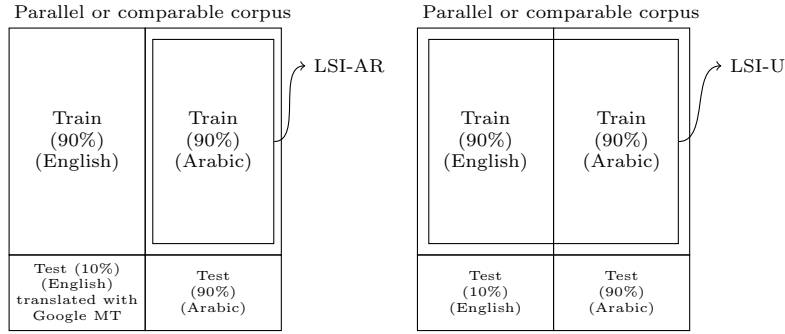 Parallel or comparable corpus
Train
(90%)
(English)
Train
(90%)
(Arabic)
LSI-AR
Test (10%)
(English)
translated with
Google MT
Test
(90%)
(Arabic)
Parallel or comparable corpus
Train
(90%)
(English)
Train
(90%)
(Arabic)
LSI-U
Test
(10%)
(English)
Test
(90%)
(Arabic)